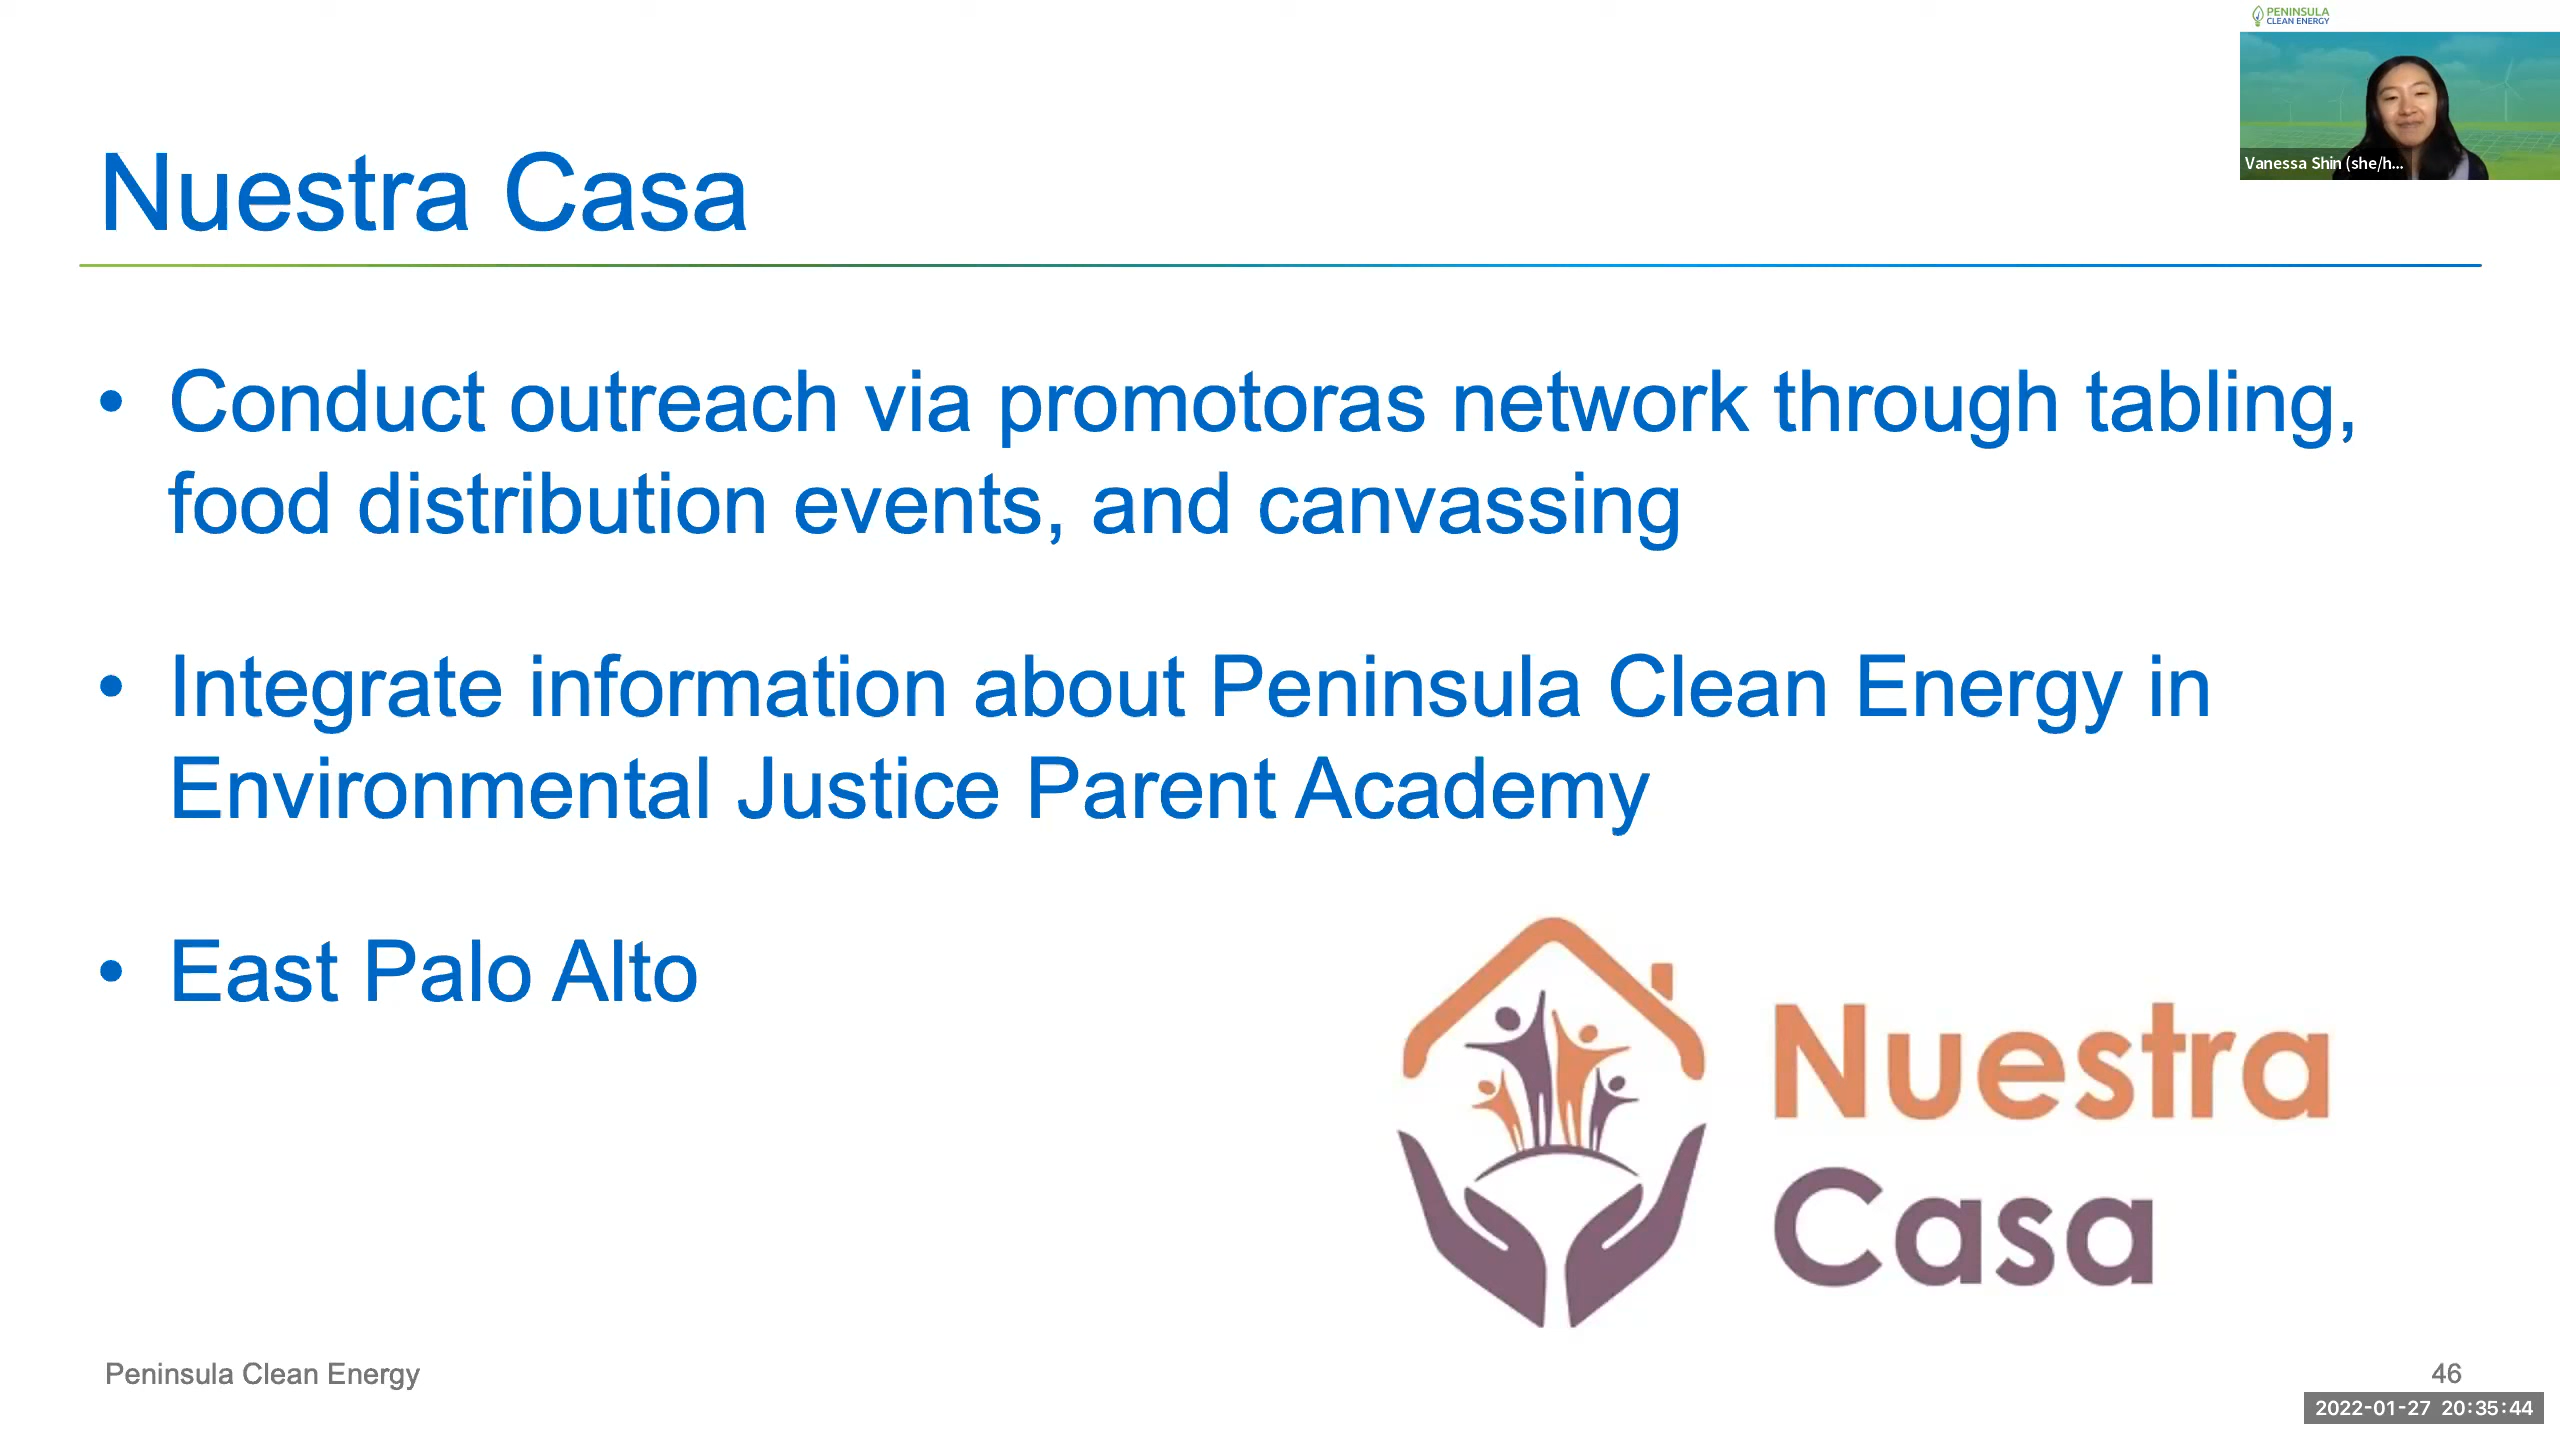 PENINSULA
CLEAN ENERGY
Vanessa Shin (she/h...
Nuestra Casa
• Conduct outreach via promotoras network through tabling,
food distribution events, and canvassing
• Integrate information about Peninsula Clean Energy in
Environmental Justice Parent Academy
• East Palo Alto
Nuestra
Casa
Peninsula Clean Energy
46
2022-01-27 20:35:44